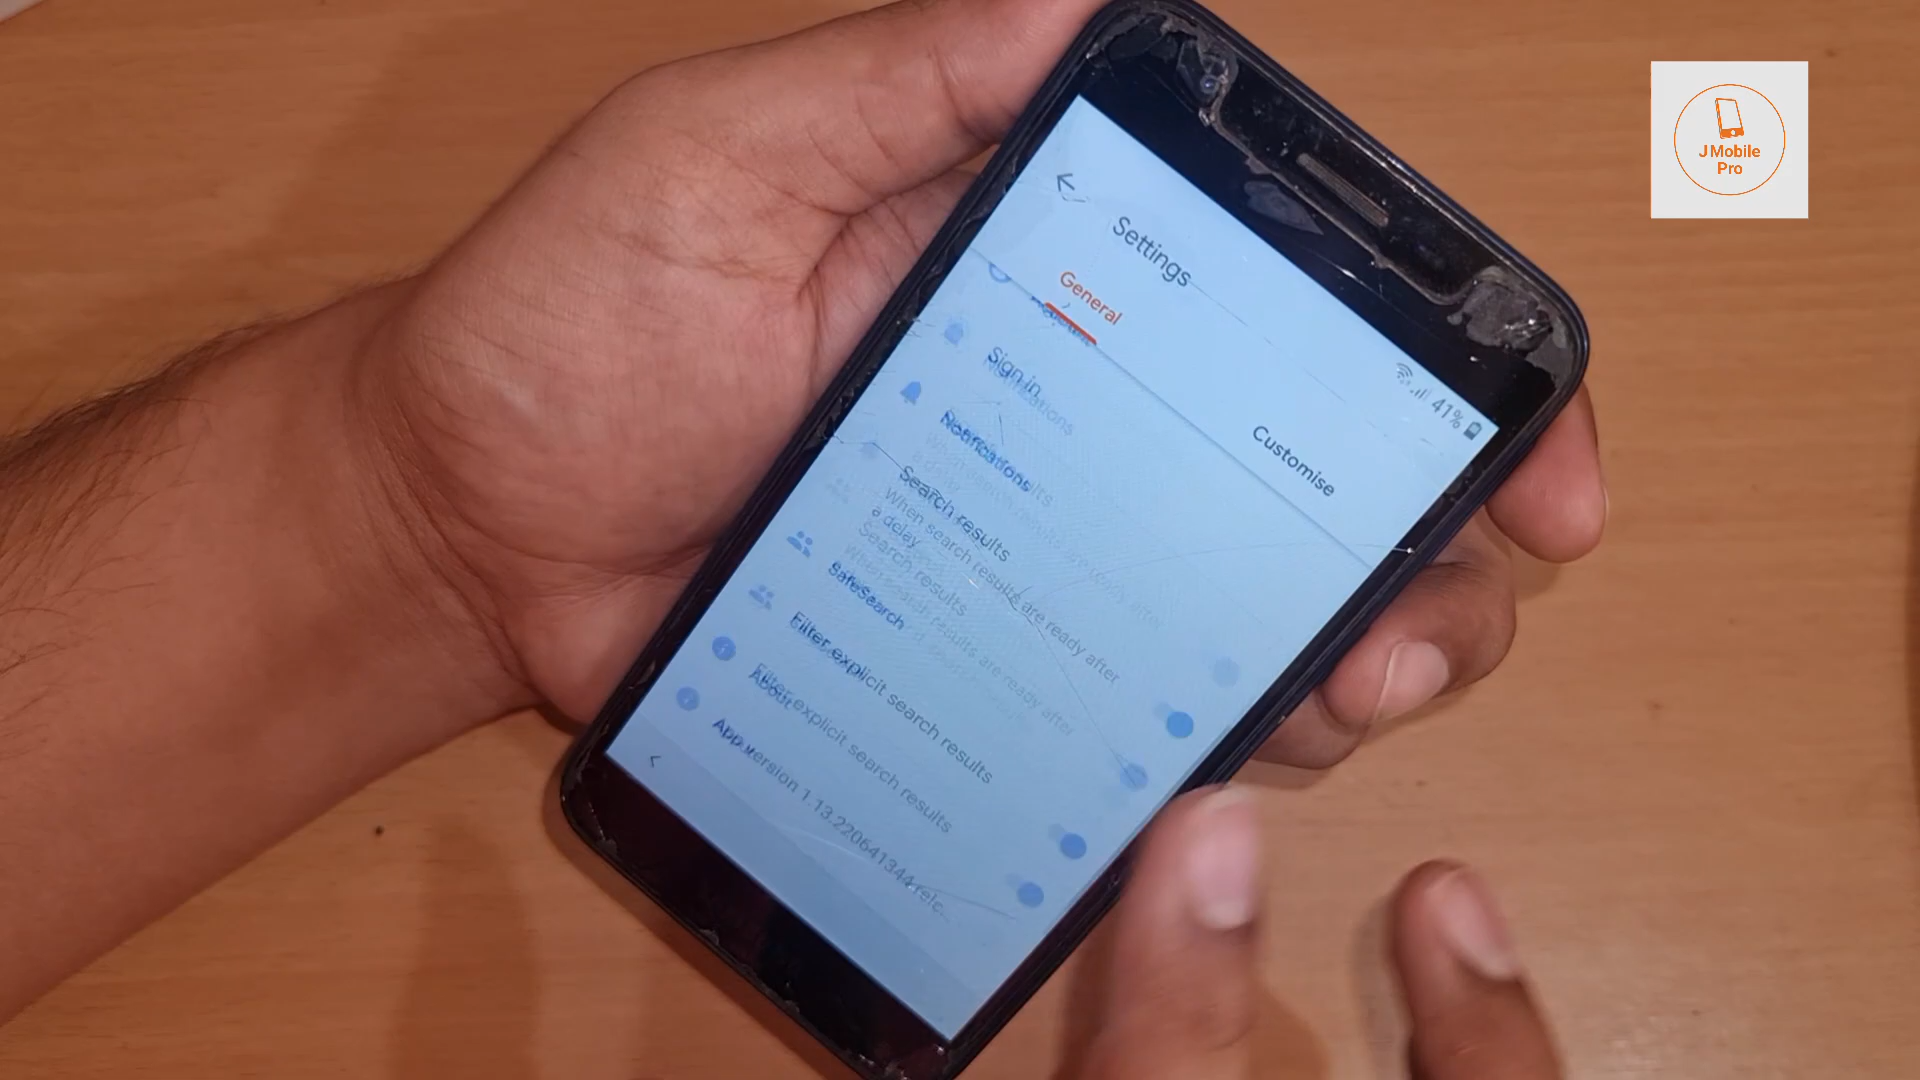 Settings
41%
General
Customise
Sign in
Notifications
Search results
When search results are ready after
a delay
SafeSearch
Filter explicit search results
About
App version 1.13.220641344.relc...
J Mobile
Pro